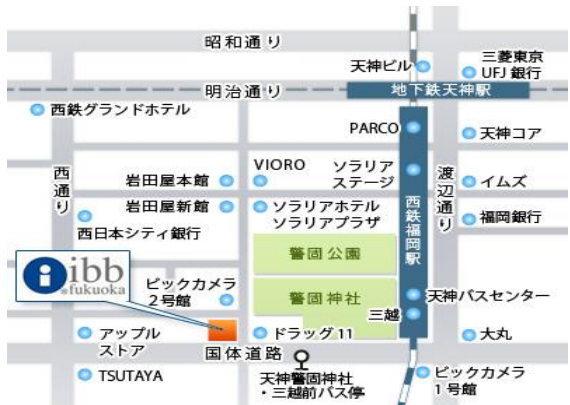 昭和通り
天神ビル
三菱東京
UFJ 銀行
明治通り
地下鉄天神駅
西鉄グランドホテル
PARCO
天神コア
西通り
VIORO
ソラリア
ステージ
渡辺通り
岩田屋本館
イムズ
岩田屋新館
ソラリアホテル
ソラリアプラザ
西鉄福岡駅
福岡銀行
西日本シティ銀行
警固公園
i ibb
fukuoka
ビックカメラ
2号館
警固神社
天神バスセンター
三越
アップル
ストア
ドラッグ11
大丸
国体道路
TSUTAYA
天神警固神社
・三越前バス停
ビックカメラ
1号館